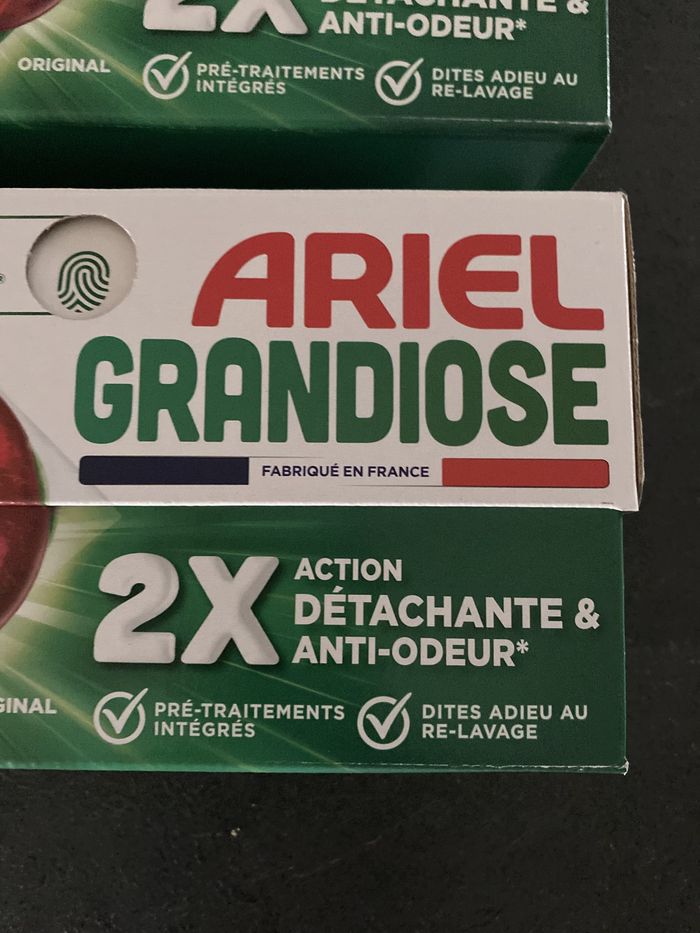 2X
DÉTACHANTE &
ANTI-ODEUR*
ORIGINAL
PRÉ-TRAITEMENTS
INTÉGRÉS
DITES ADIEU AU
RE-LAVAGE
ARIEL
GRANDIOSE
FABRIQUÉ EN FRANCE
2X
ACTION
DÉTACHANTE &
ANTI-ODEUR*
GINAL
PRÉ-TRAITEMENTS
INTÉGRÉS
DITES ADIEU AU
RE-LAVAGE